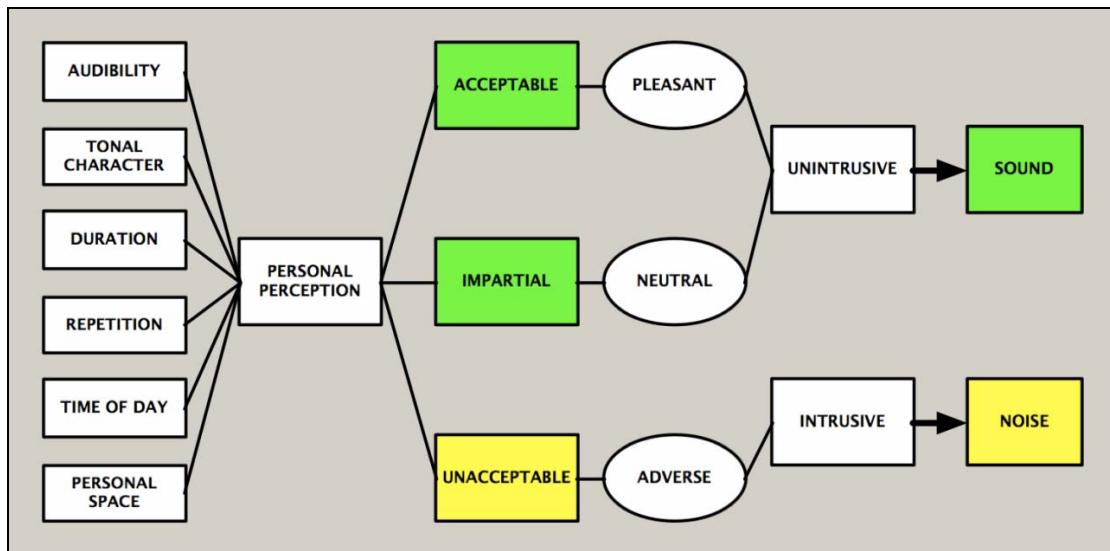 AUDIBILITY
TONAL
CHARACTER
DURATION
REPETITION
TIME OF DAY
PERSONAL
SPACE
PERSONAL
PERCEPTION
ACCEPTABLE
IMPARTIAL
UNACCEPTABLE
PLEASANT
NEUTRAL
ADVERSE
UNINTRUSIVE
INTRUSIVE
SOUND
NOISE